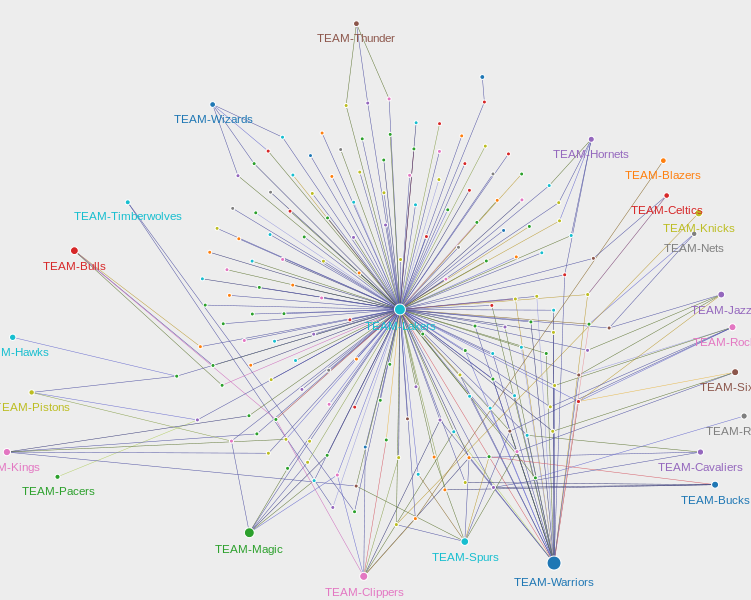 TEAM-Thunder
TEAM-Wizards
TEAM-Hornets
TEAM-Blazers
TEAM-Timberwolves
TEAM-Celtics
TEAM-Knicks
TEAM-Nets
TEAM-Bulls
TEAM-Jazz
TEAM-Lakers
TEAM-Roc
M-Hawks
TEAM-Six
TEAM-Pistons
TEAM-R
M-Kings
TEAM-Cavaliers
TEAM-Pacers
TEAM-Bucks
TEAM-Magic
TEAM-Spurs
TEAM-Warriors
TEAM-Clippers